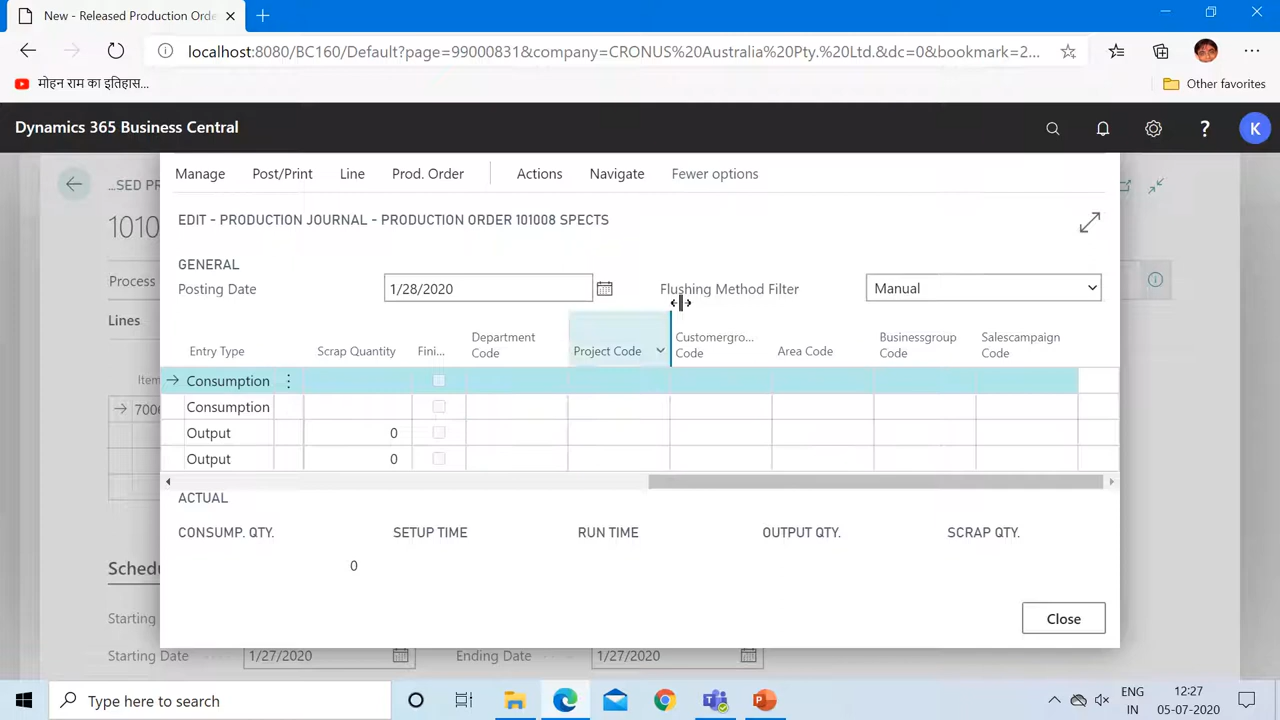 New - Released Production Orde
localhost:8080/BC160/Default?page=99000831&company=CRONUS%20Australia%20Pty.%20Ltd.&dc=0&bookmark=2...
मोहन राम का इतिहास...
Other favorites
Dynamics 365 Business Central
K
...SED PR
Manage Post/Print Line Prod. Order Actions Navigate Fewer options
1010
EDIT - PRODUCTION JOURNAL - PRODUCTION ORDER 101008 SPECTS
Process
GENERAL
Posting Date 1/28/2020 Flushing Method Filter Manual
Lines
Entry Type Scrap Quantity Fini... Department Code Project Code Customergro... Code Area Code Businessgroup Code Salescampaign Code
Item
Consumption
7006
Consumption
Output 0
Output 0
ACTUAL
CONSUMP. QTY. SETUP TIME RUN TIME OUTPUT QTY. SCRAP QTY.
0
Sched
Starting
Close
Starting Date 1/27/2020 Ending Date 1/27/2020
Type here to search
ENG
IN
12:27
05-07-2020